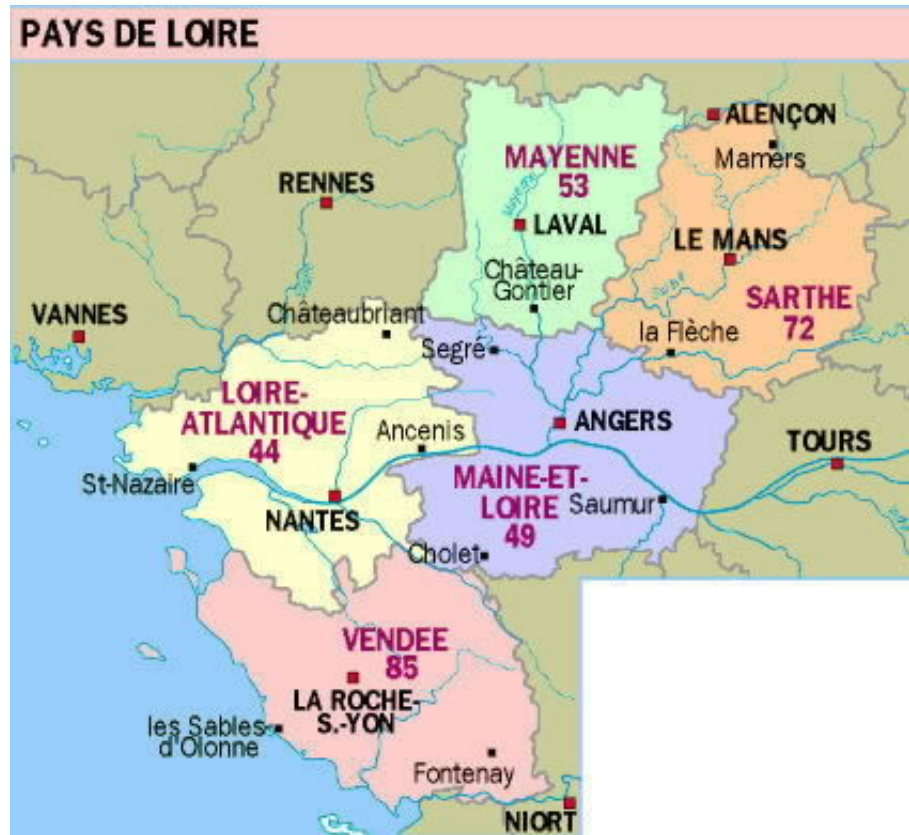 PAYS DE LOIRE
ALENÇON
Mamers
MAYENNE
53
RENNES
Mayenne
LAVAL
LE MANS
Château-
Gontier
SARTHE
72
VANNES
Châteaubriant
Segré
la Flèche
LOIRE-
ATLANTIQUE
44
Ancenis
ANGERS
TOURS
St-Nazaire
MAINE-ET-
LOIRE
49
Saumur
NANTES
Cholet
VENDEE
85
LA ROCHE-
S.-YON
les Sables
d'Olonne
Fontenay
NIORT